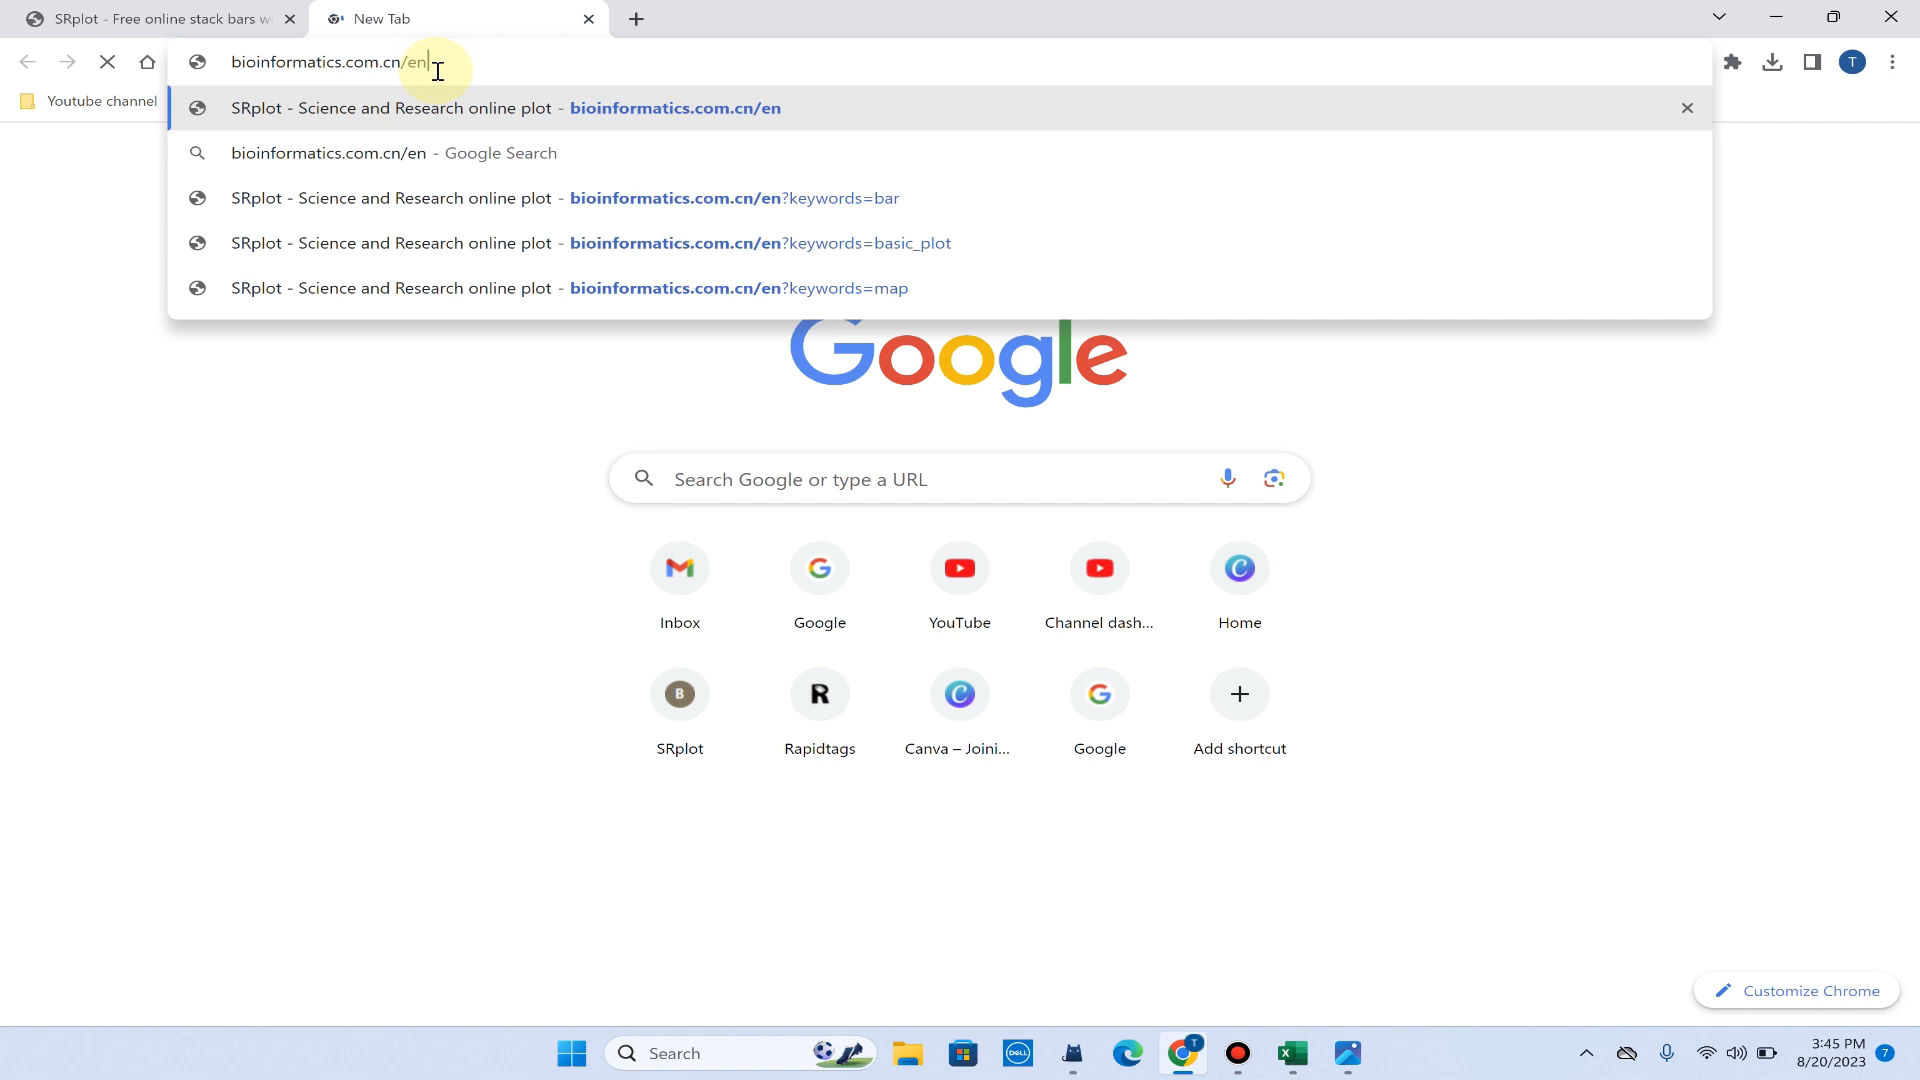 SRplot - Free online stack bars w
New Tab
bioinformatics.com.cn/en
Youtube channel
SRplot - Science and Research online plot - bioinformatics.com.cn/en
bioinformatics.com.cn/en - Google Search
SRplot - Science and Research online plot - bioinformatics.com.cn/en?keywords=bar
SRplot - Science and Research online plot - bioinformatics.com.cn/en?keywords=basic_plot
SRplot - Science and Research online plot - bioinformatics.com.cn/en?keywords=map
T
Google
Search Google or type a URL
Inbox
Google
YouTube
Channel dash...
Home
B
R
SRplot
Rapidtags
Canva – Joini...
Google
Add shortcut
Customize Chrome
Search
DELL
T
3:45 PM
8/20/2023
7